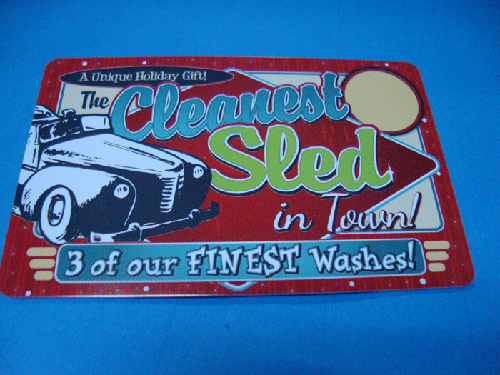 A Unique Holiday Gift!
The Cleanest
Sled
in Town!
3 of our FINEST Washes!